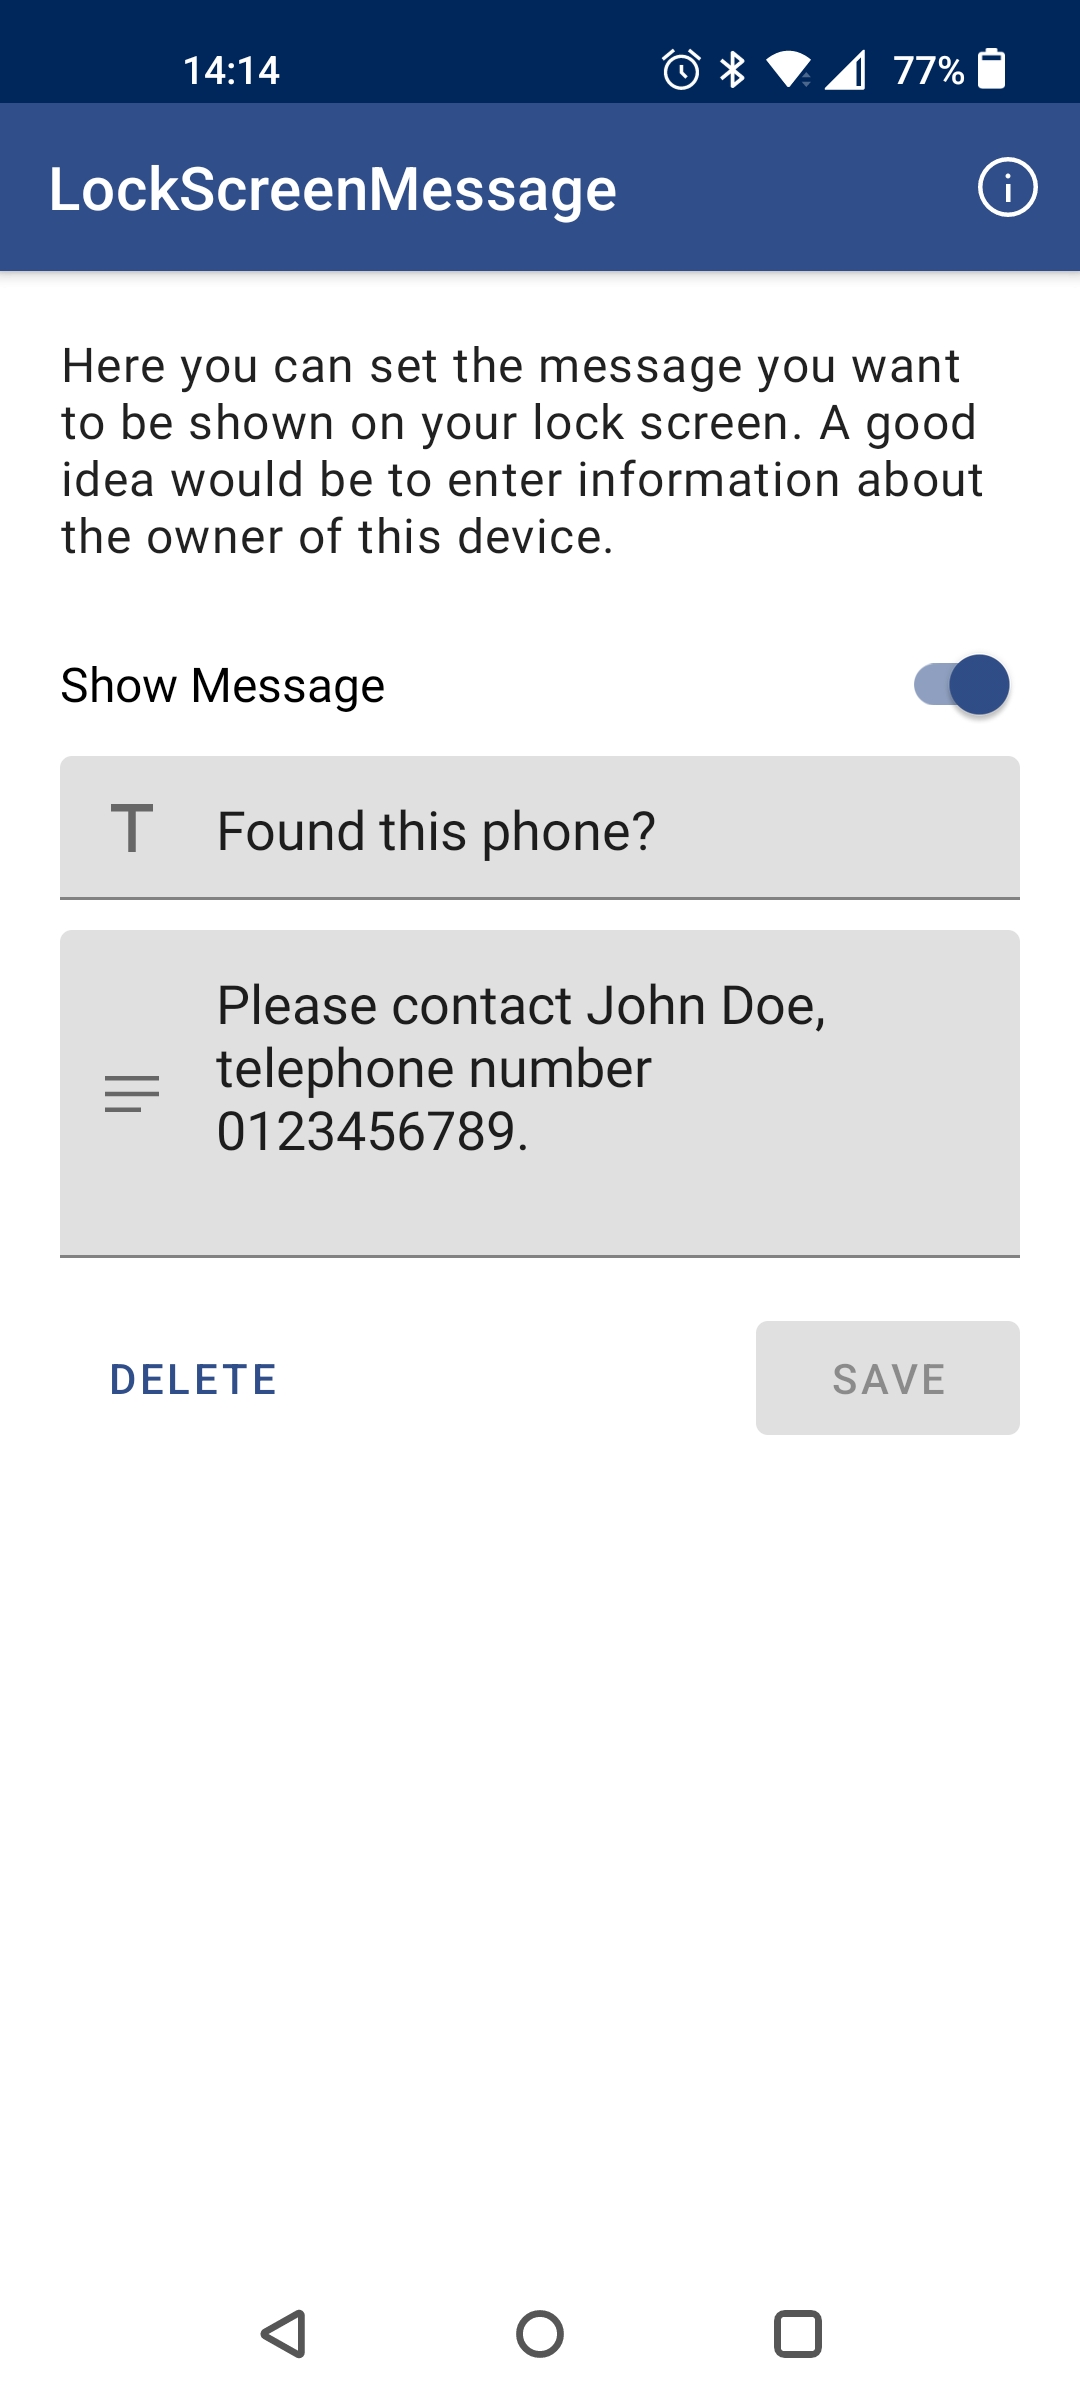 14:14
77%
LockScreenMessage
Here you can set the message you want
to be shown on your lock screen. A good
idea would be to enter information about
the owner of this device.
Show Message
Found this phone?
Please contact John Doe,
telephone number
0123456789.
DELETE
SAVE